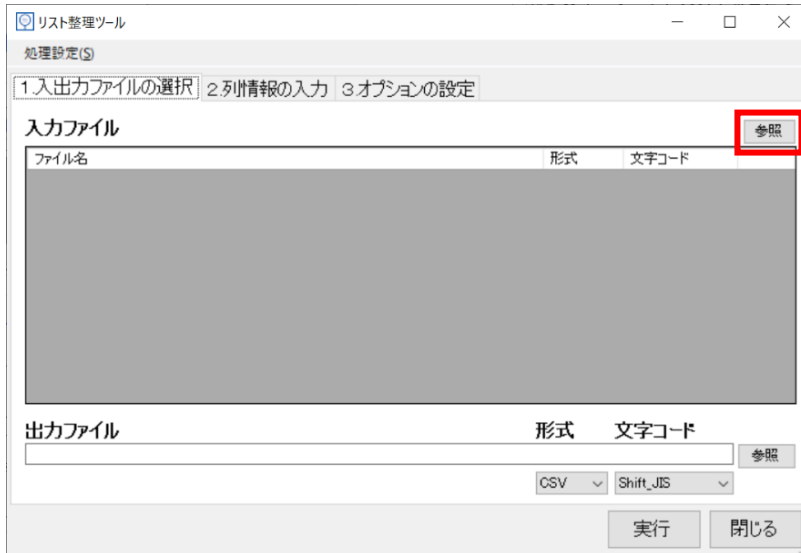 リスト整理ツール
処理設定(S)
1.入出力ファイルの選択 2.列情報の入力 3.オプションの設定
入力ファイル 参照
ファイル名 形式 文字コード
出力ファイル 形式 文字コード
参照
CSV Shift_JIS
実行 閉じる